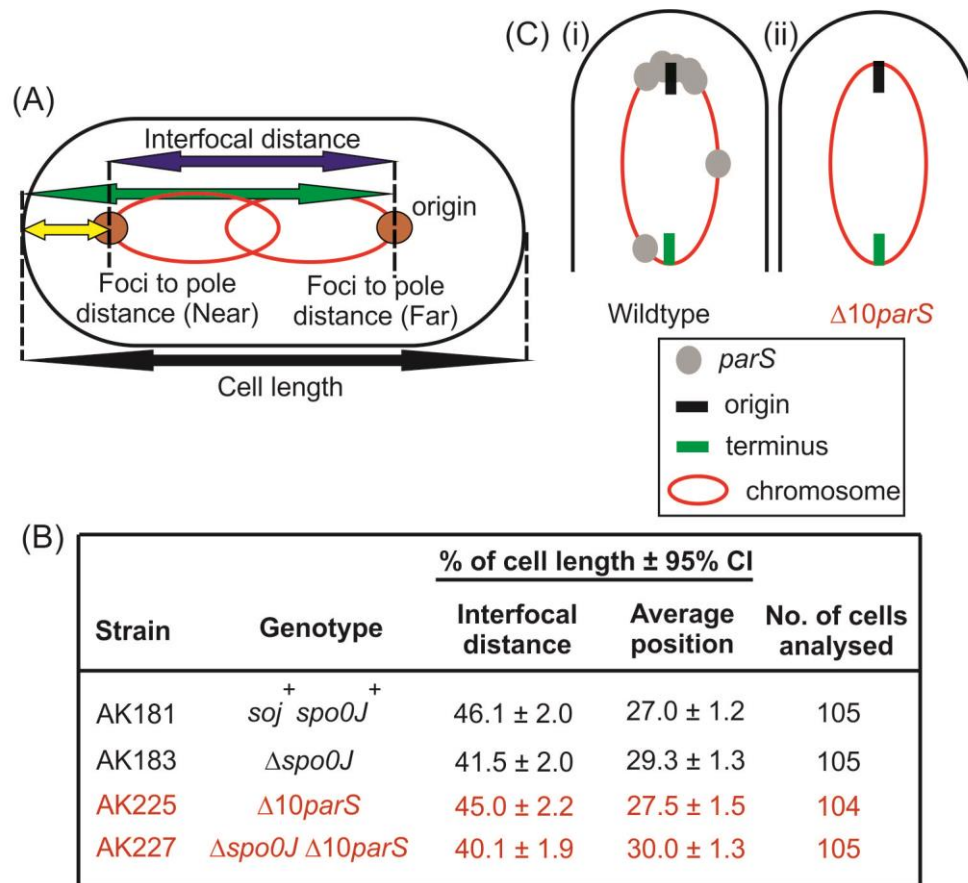 (A)
Interfocal distance
origin
Foci to pole
distance (Near)
Foci to pole
distance (Far)
Cell length
(C) (i)
(ii)
Wildtype
Δ10parS
parS
origin
terminus
chromosome
(B)
% of cell length ± 95% CI
Strain Genotype Interfocal distance Average position No. of cells analysed
AK181 soj⁺ spo0J⁺ 46.1 ± 2.0 27.0 ± 1.2 105
AK183 Δspo0J 41.5 ± 2.0 29.3 ± 1.3 105
AK225 Δ10parS 45.0 ± 2.2 27.5 ± 1.5 104
AK227 Δspo0J Δ10parS 40.1 ± 1.9 30.0 ± 1.3 105